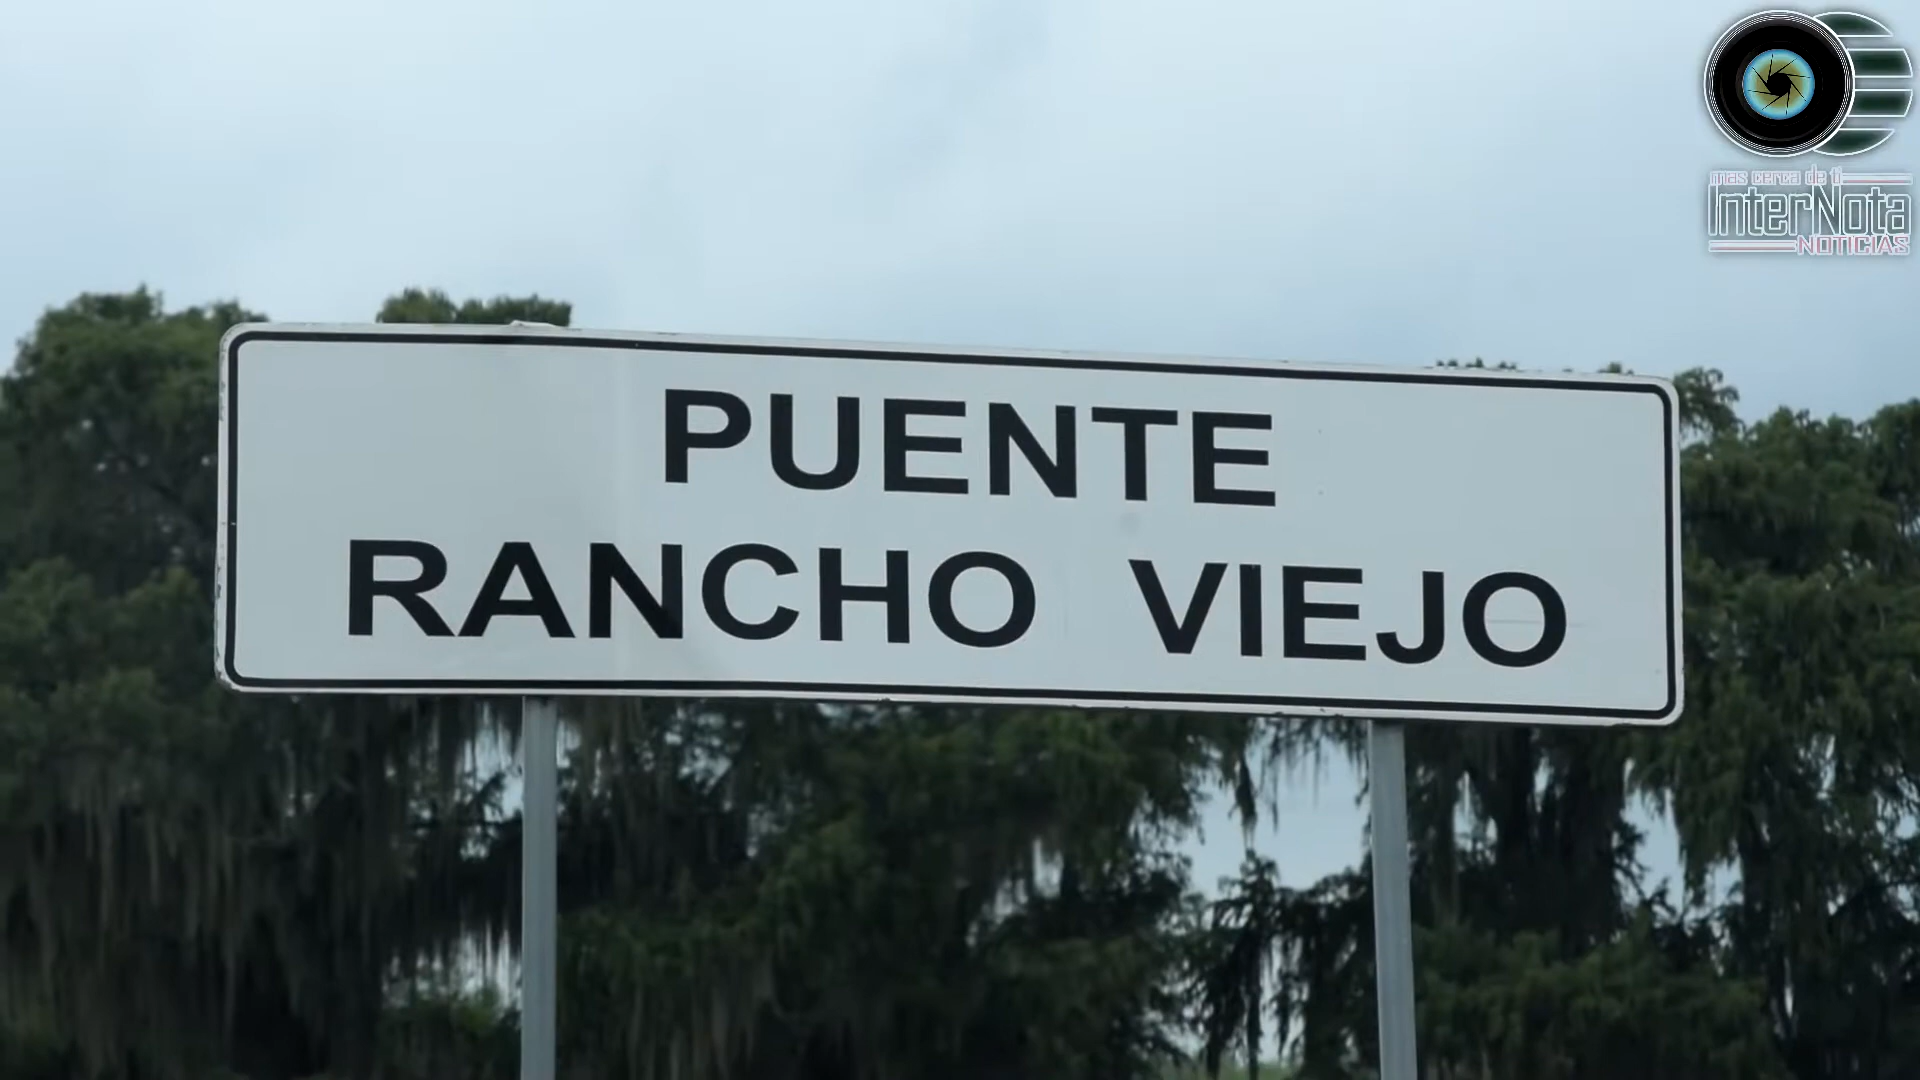 mas cerca de ti
InterNota
NOTICIAS
PUENTE
RANCHO VIEJO